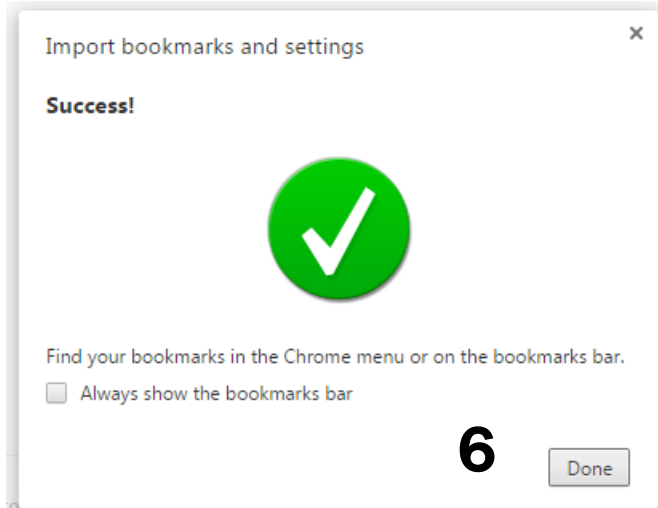 Import bookmarks and settings
Success!
Find your bookmarks in the Chrome menu or on the bookmarks bar.
Always show the bookmarks bar
6
Done